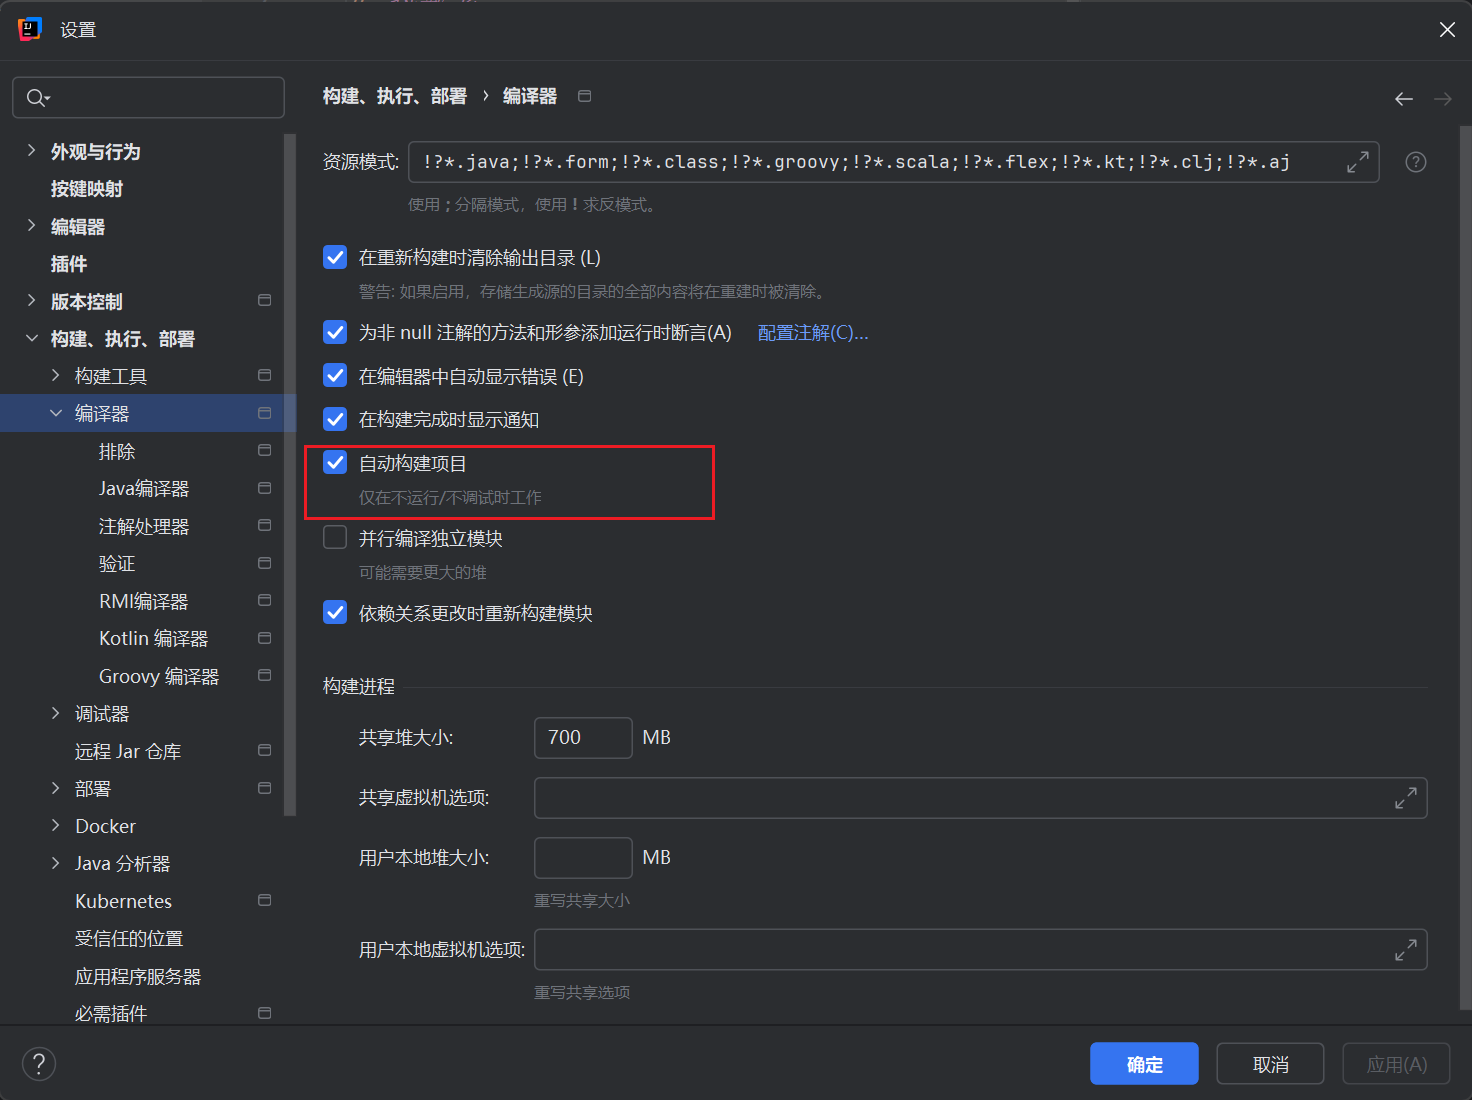 设置
外观与行为
按键映射
编辑器
插件
版本控制
构建、执行、部署
构建工具
编译器
排除
Java编译器
注解处理器
验证
RMI编译器
Kotlin 编译器
Groovy 编译器
调试器
远程 Jar 仓库
部署
Docker
Java 分析器
Kubernetes
受信任的位置
应用程序服务器
必需插件
构建、执行、部署 › 编译器
资源模式: !?*.java;!?*.form;!?*.class;!?*.groovy;!?*.scala;!?*.flex;!?*.kt;!?*.clj;!?*.aj
使用 ; 分隔模式，使用 ! 求反模式。
在重新构建时清除输出目录 (L)
警告: 如果启用，存储生成源的目录的全部内容将在重建时被清除。
为非 null 注解的方法和形参添加运行时断言(A) 配置注解(C)...
在编辑器中自动显示错误 (E)
在构建完成时显示通知
自动构建项目
仅在不运行/不调试时工作
并行编译独立模块
可能需要更大的堆
依赖关系更改时重新构建模块
构建进程
共享堆大小: 700 MB
共享虚拟机选项:
用户本地堆大小: MB
重写共享大小
用户本地虚拟机选项:
重写共享选项
确定 取消 应用(A)